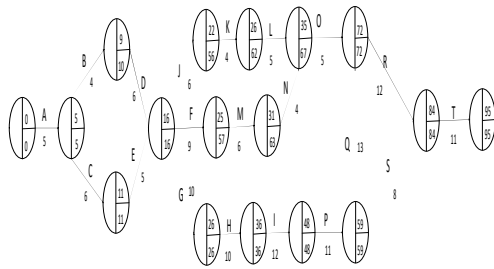 22
56
K
4
26
62
L
5
35
67
O
5
72
72
9
10
B
4
D
6
J
6
R
12
N
4
0
0
A
5
5
5
16
16
F
9
25
57
M
6
31
63
84
84
T
11
95
95
C
6
E
5
11
11
Q 13
S
8
G 10
26
26
H
10
36
36
I
12
48
48
P
11
59
59